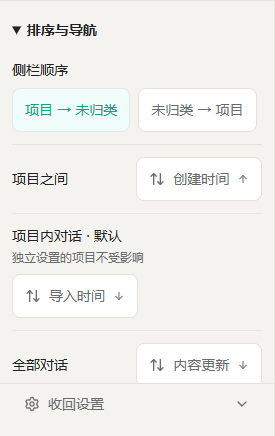 ▼ 排序与导航
侧栏顺序
项目 → 未归类
未归类 → 项目
项目之间
创建时间 ↑
项目内对话 · 默认
独立设置的项目不受影响
导入时间 ↓
全部对话
内容更新 ↓
收回设置